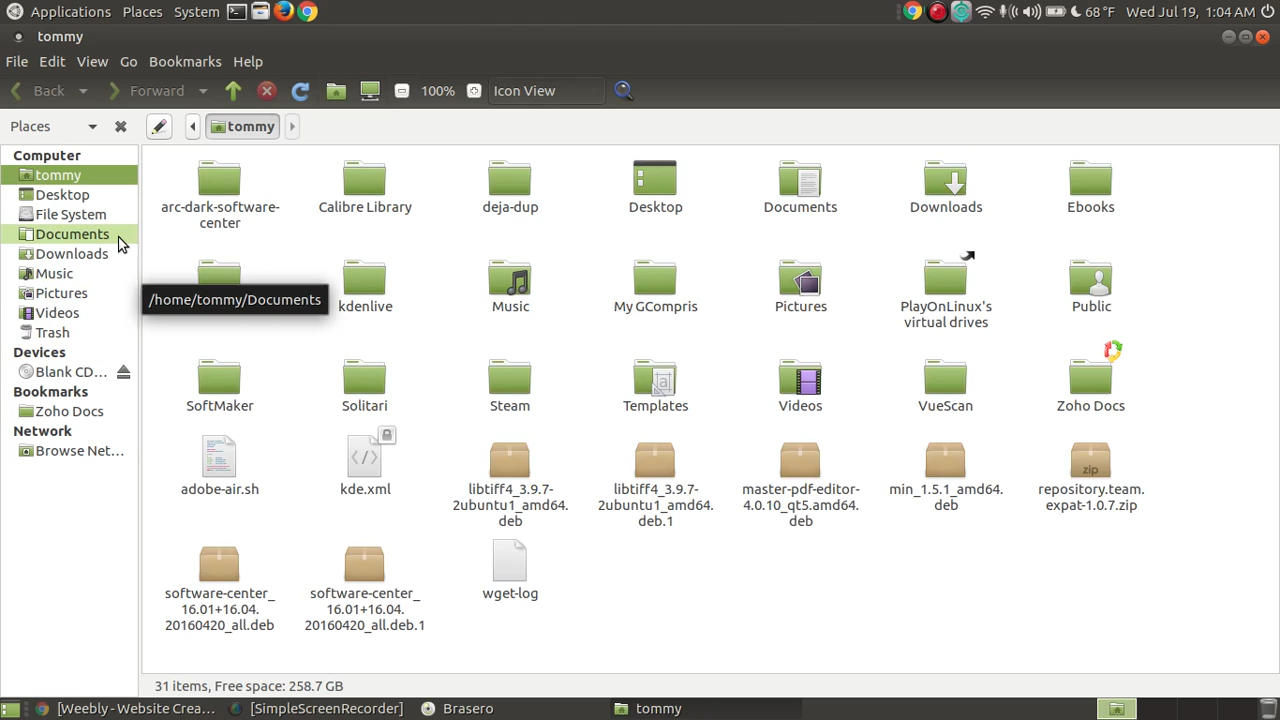 Applications Places System 68 °F Wed Jul 19, 1:04 AM
tommy
File Edit View Go Bookmarks Help
Back Forward 100% Icon View
Places tommy
Computer
tommy
Desktop
File System
Documents
Downloads
Music
Pictures
Videos
Trash
Devices
Blank CD...
Bookmarks
Zoho Docs
Network
Browse Net...
/home/tommy/Documents
arc-dark-software-
center
Calibre Library
deja-dup
Desktop
Documents
Downloads
Ebooks
kdenlive
Music
My GCompris
Pictures
PlayOnLinux's
virtual drives
Public
SoftMaker
Solitari
Steam
Templates
Videos
VueScan
Zoho Docs
adobe-air.sh
kde.xml
libtiff4_3.9.7-
2ubuntu1_amd64.
deb
libtiff4_3.9.7-
2ubuntu1_amd64.
deb.1
master-pdf-editor-
4.0.10_qt5.amd64.
deb
min_1.5.1_amd64.
deb
zip
repository.team.
expat-1.0.7.zip
software-center_
16.01+16.04.
20160420_all.deb
software-center_
16.01+16.04.
20160420_all.deb.1
wget-log
31 items, Free space: 258.7 GB
[Weebly - Website Crea... [SimpleScreenRecorder] Brasero tommy